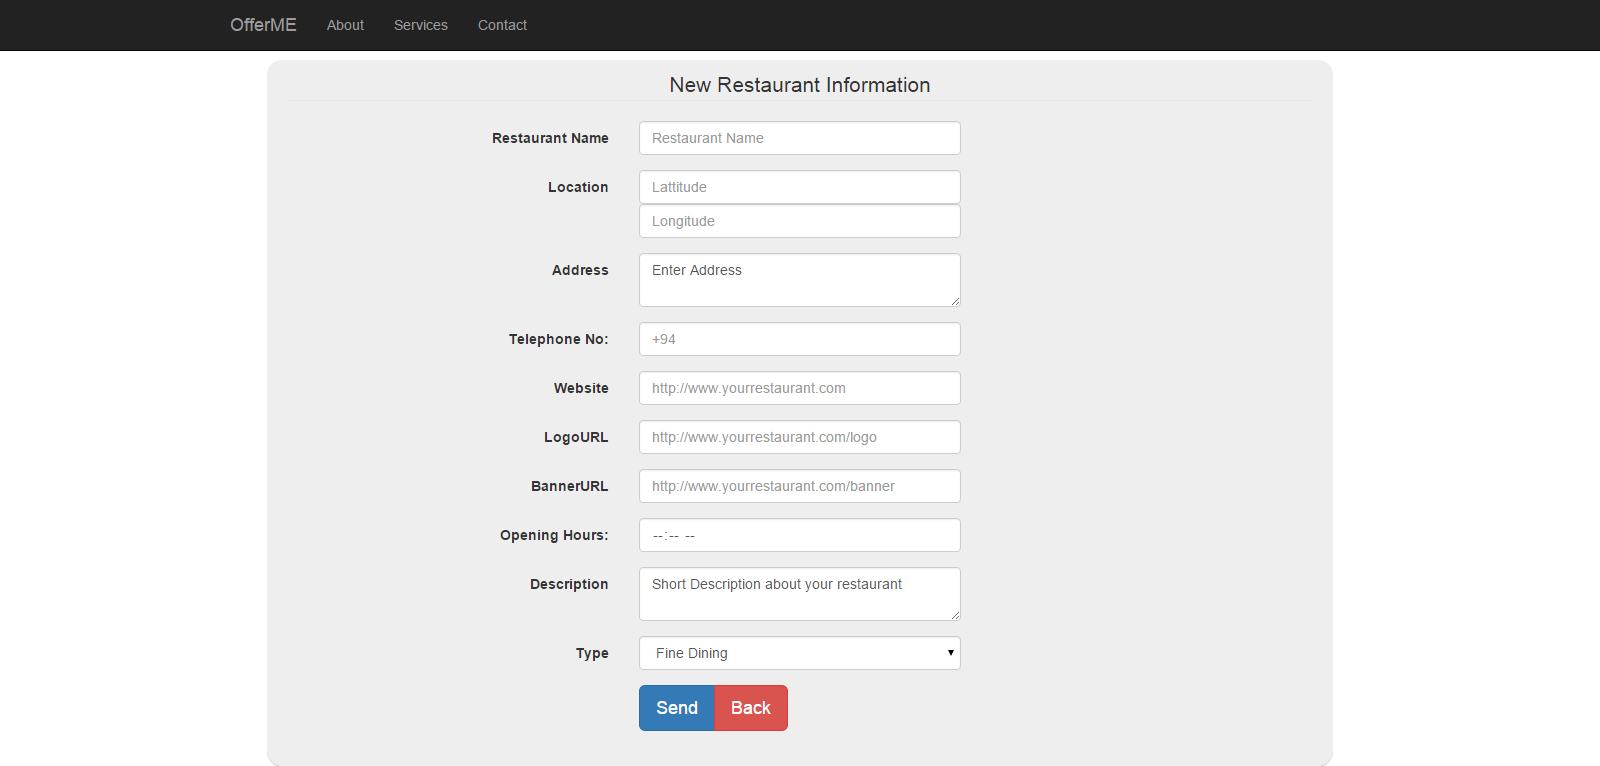 OfferME About Services Contact
New Restaurant Information
Restaurant Name Restaurant Name
Location Lattitude
Longitude
Address Enter Address
Telephone No: +94
Website http://www.yourrestaurant.com
LogoURL http://www.yourrestaurant.com/logo
BannerURL http://www.yourrestaurant.com/banner
Opening Hours: --:-- --
Description Short Description about your restaurant
Type Fine Dining
Send Back